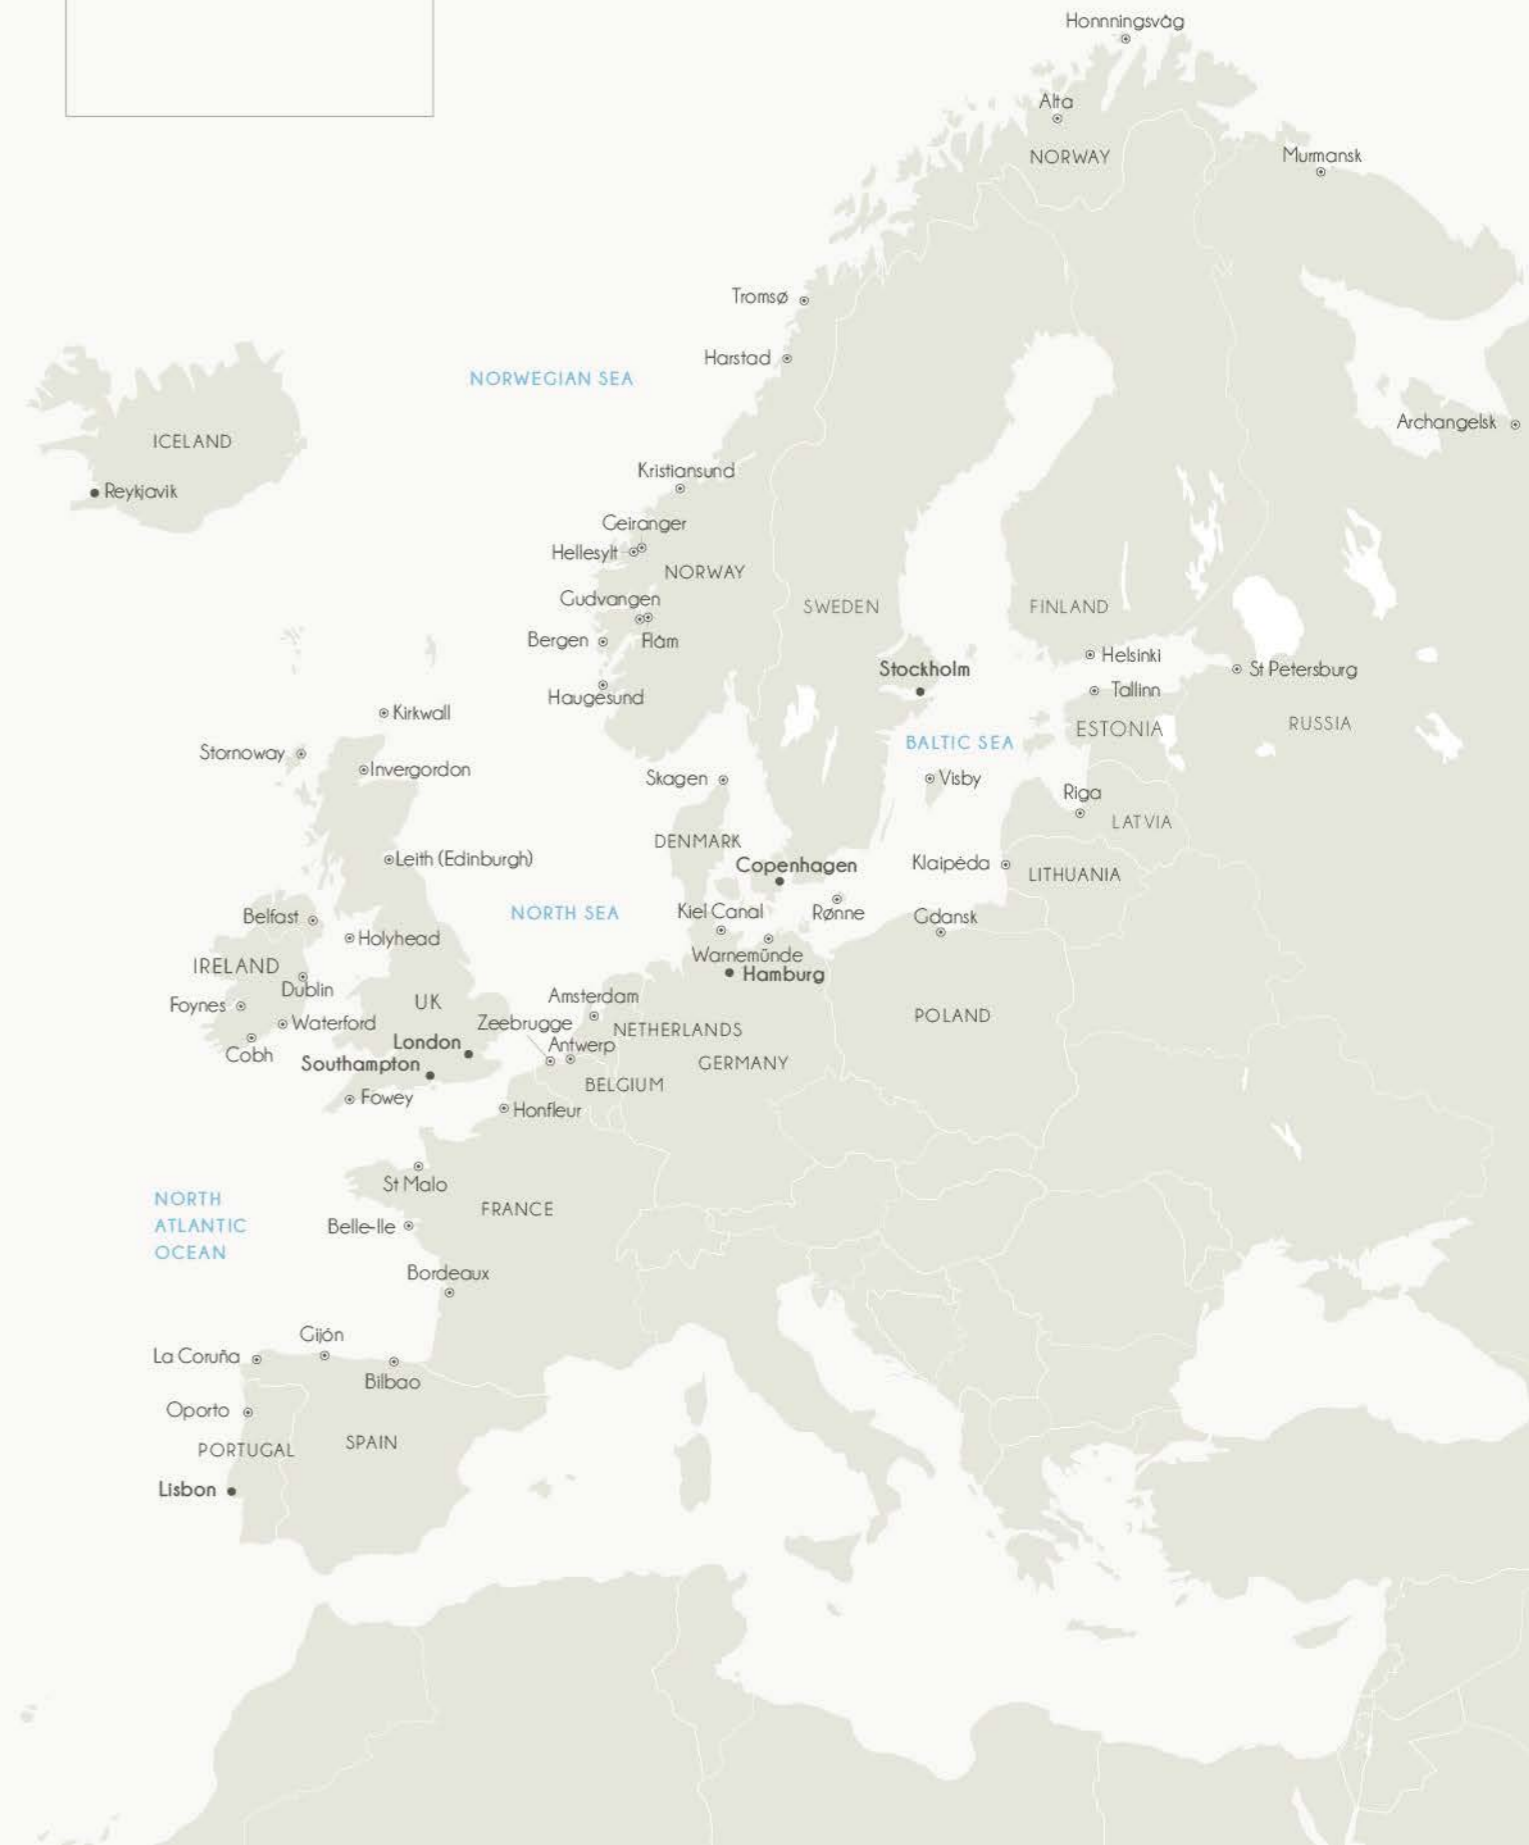 Honnningsvåg
Alta
NORWAY
Murmansk
Tromsø
Harstad
NORWEGIAN SEA
Archangelsk
ICELAND
Reykjavik
Kristiansund
Geiranger
Hellesylt
NORWAY
Gudvangen
SWEDEN
FINLAND
Bergen
Flåm
Helsinki
Stockholm
St Petersburg
Tallinn
Haugesund
Kirkwall
RUSSIA
ESTONIA
BALTIC SEA
Stornoway
Invergordon
Skagen
Visby
Riga
LATVIA
DENMARK
Leith (Edinburgh)
Copenhagen
Klaipėda
LITHUANIA
NORTH SEA
Kiel Canal
Rønne
Gdansk
Belfast
Holyhead
Warnemünde
IRELAND
Hamburg
Dublin
Amsterdam
Foynes
UK
POLAND
Waterford
Zeebrugge
NETHERLANDS
London
Antwerp
Cobh
Southampton
GERMANY
BELGIUM
Fowey
Honfleur
St Malo
NORTH
ATLANTIC
OCEAN
FRANCE
Belle-Ile
Bordeaux
Gijón
La Coruña
Bilbao
Oporto
SPAIN
PORTUGAL
Lisbon